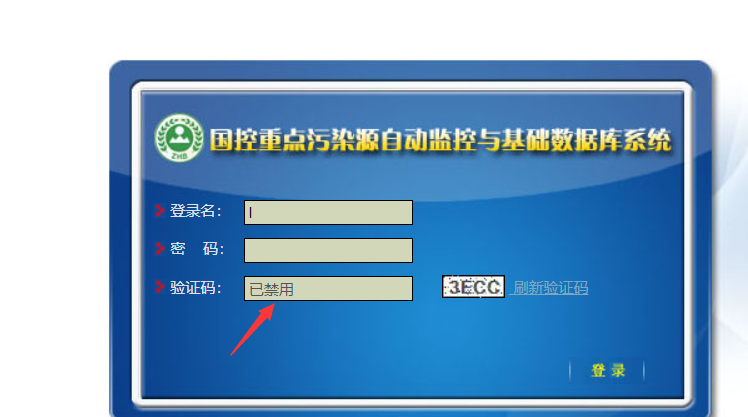 国控重点污染源自动监控与基础数据库系统
ZHB
登录名：
密 码：
验证码： 已禁用 3ECC 刷新验证码
登 录